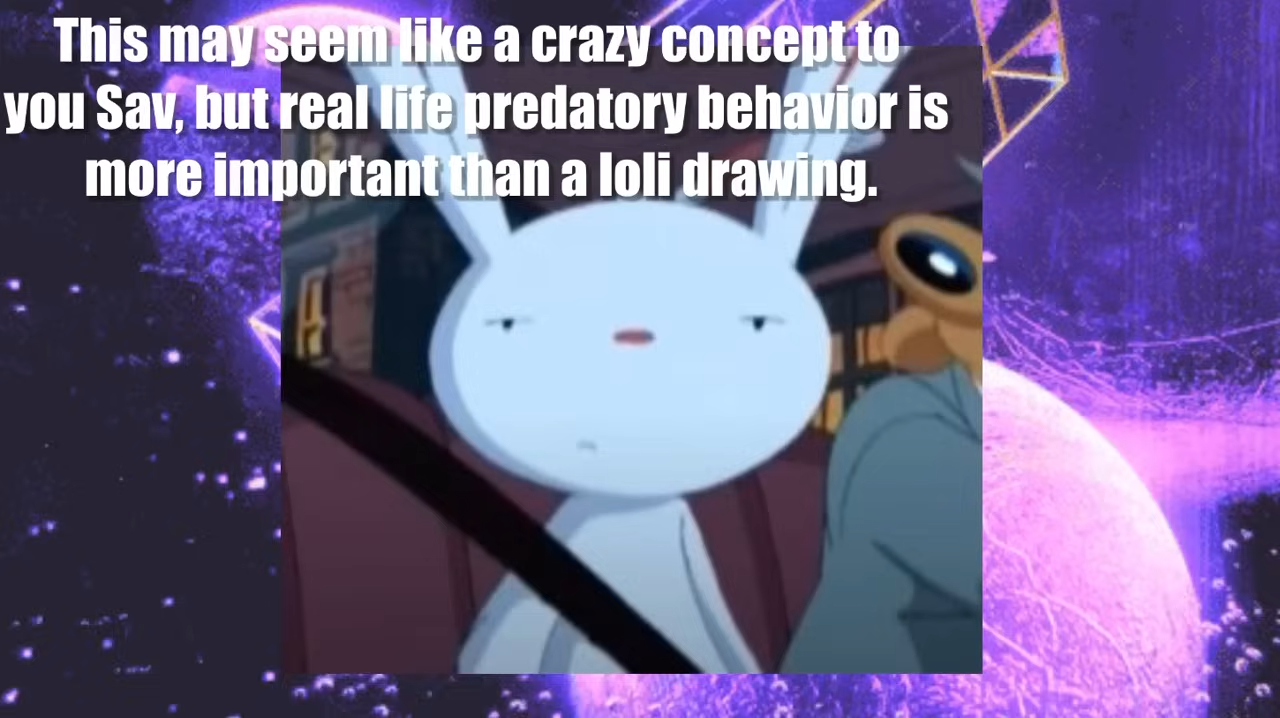 This may seem like a crazy concept to
you Sav, but real life predatory behavior is
more important than a loli drawing.